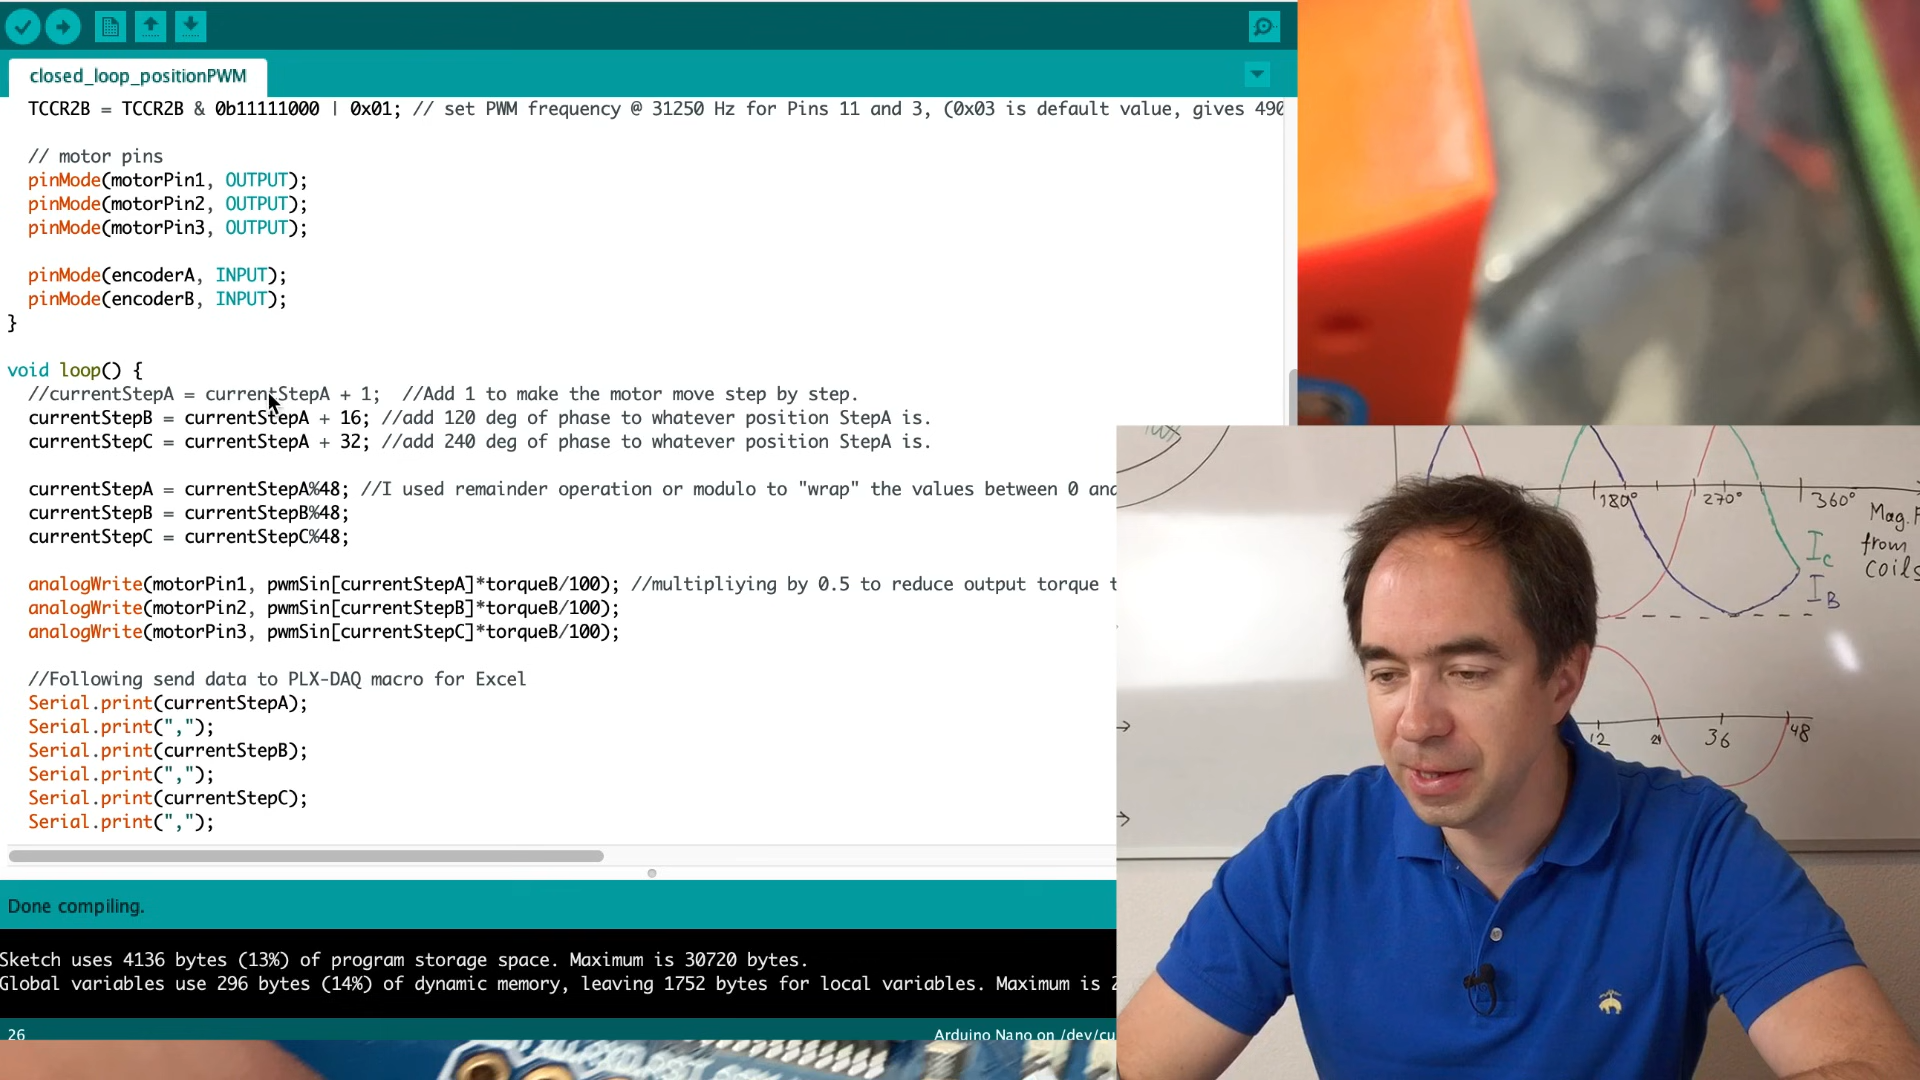 closed_loop_positionPWM
TCCR2B = TCCR2B & 0b11111000 | 0x01; // set PWM frequency @ 31250 Hz for Pins 11 and 3, (0x03 is default value, gives 490
// motor pins
pinMode(motorPin1, OUTPUT);
pinMode(motorPin2, OUTPUT);
pinMode(motorPin3, OUTPUT);
pinMode(encoderA, INPUT);
pinMode(encoderB, INPUT);
}
void loop() {
//currentStepA = currentStepA + 1; //Add 1 to make the motor move step by step.
currentStepB = currentStepA + 16; //add 120 deg of phase to whatever position StepA is.
currentStepC = currentStepA + 32; //add 240 deg of phase to whatever position StepA is.
currentStepA = currentStepA%48; //I used remainder operation or modulo to "wrap" the values between 0 and
currentStepB = currentStepB%48;
currentStepC = currentStepC%48;
analogWrite(motorPin1, pwmSin[currentStepA]*torqueB/100); //multipliying by 0.5 to reduce output torque t
analogWrite(motorPin2, pwmSin[currentStepB]*torqueB/100);
analogWrite(motorPin3, pwmSin[currentStepC]*torqueB/100);
//Following send data to PLX-DAQ macro for Excel
Serial.print(currentStepA);
Serial.print(",");
Serial.print(currentStepB);
Serial.print(",");
Serial.print(currentStepC);
Serial.print(",");
Done compiling.
Sketch uses 4136 bytes (13%) of program storage space. Maximum is 30720 bytes.
Global variables use 296 bytes (14%) of dynamic memory, leaving 1752 bytes for local variables. Maximum is 2
26
Arduino Nano on /dev/cu
180° 270° 360°
Mag.F
from
coils
Ic
IB
12 24 36 48